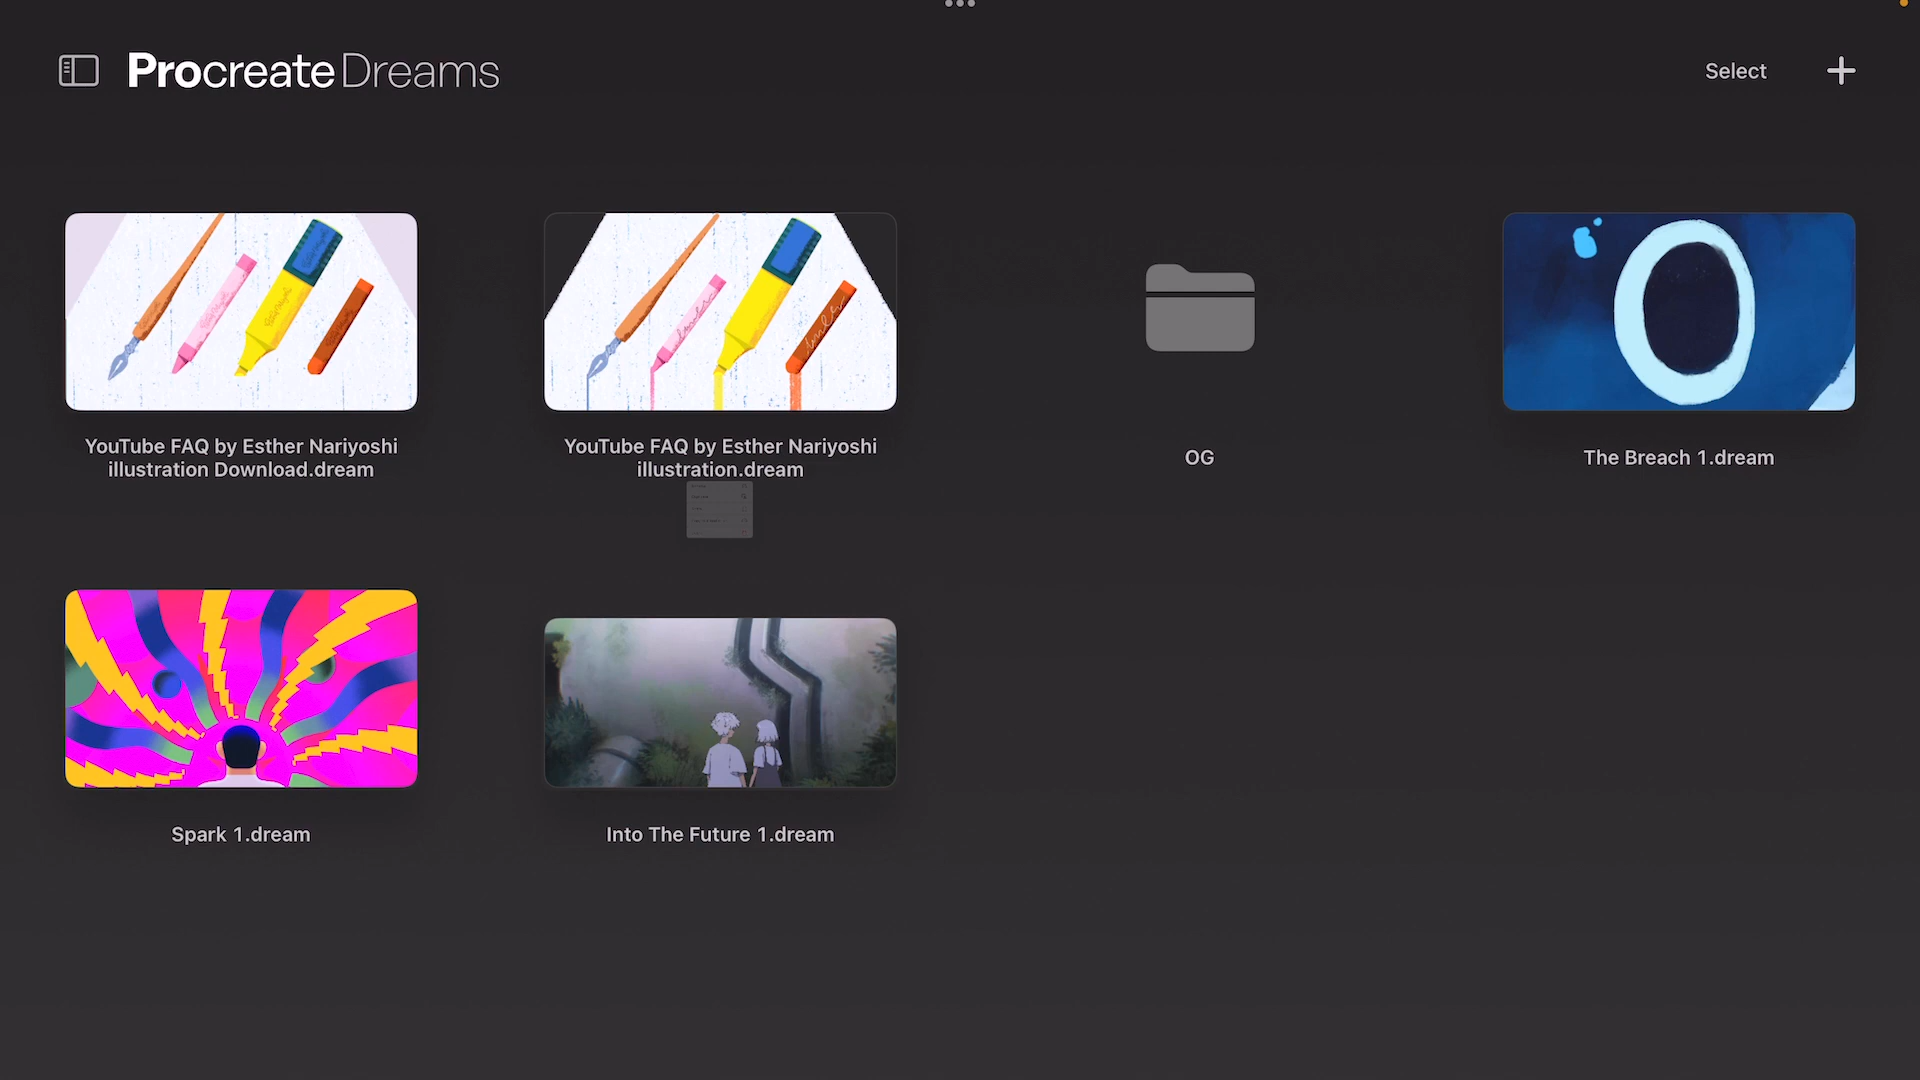 Procreate Dreams
Select
YouTube FAQ by Esther Nariyoshi
illustration Download.dream
YouTube FAQ by Esther Nariyoshi
illustration.dream
OG
The Breach 1.dream
Spark 1.dream
Into The Future 1.dream